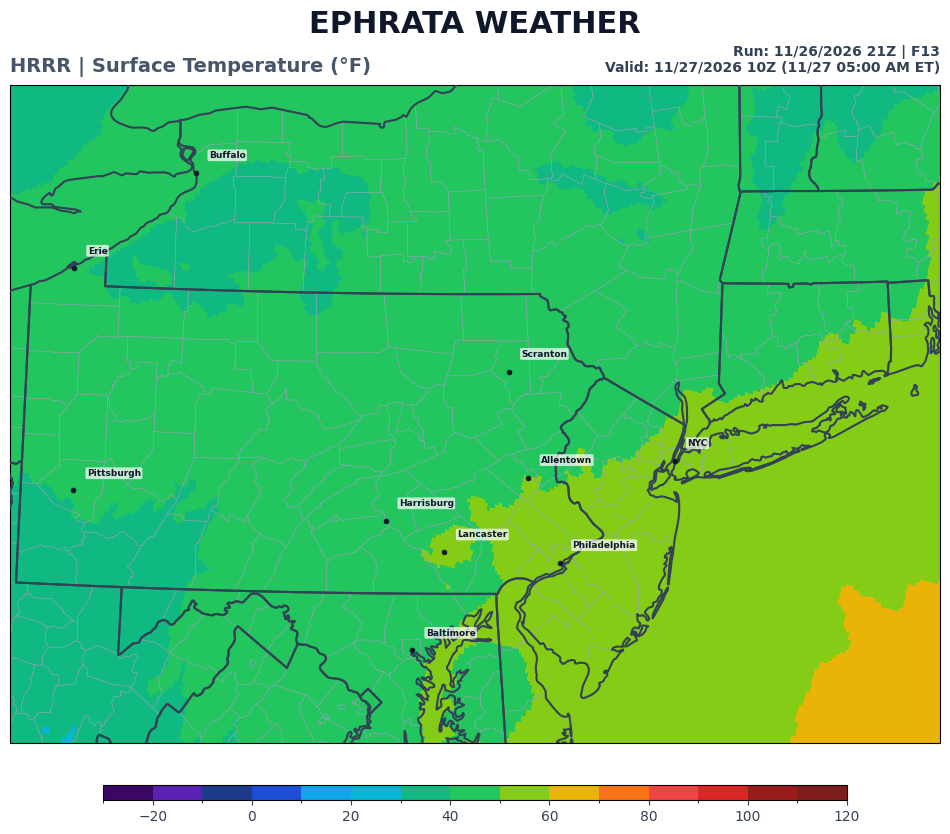 EPHRATA WEATHER
HRRR | Surface Temperature (°F)
Run: 11/26/2026 21Z | F13
Valid: 11/27/2026 10Z (11/27 05:00 AM ET)
Buffalo
Erie
Scranton
NYC
Allentown
Pittsburgh
Harrisburg
Lancaster
Philadelphia
Baltimore
−20 0 20 40 60 80 100 120